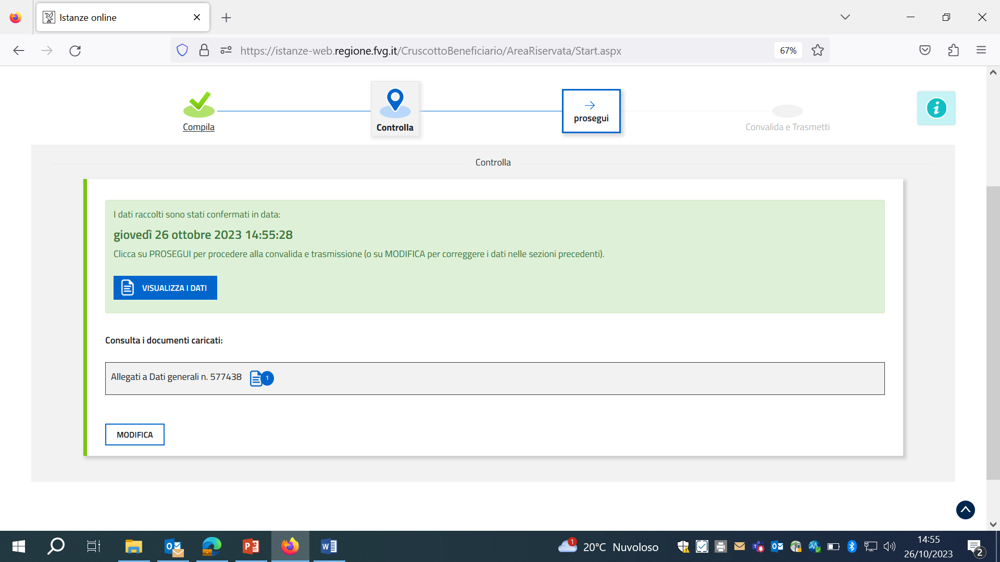 Istanze online
https://istanze-web.regione.fvg.it/CruscottoBeneficiario/AreaRiservata/Start.aspx
67%
Compila
Controlla
prosegui
Convalida e Trasmetti
i
Controlla
I dati raccolti sono stati confermati in data:
giovedì 26 ottobre 2023 14:55:28
Clicca su PROSEGUI per procedere alla convalida e trasmissione (o su MODIFICA per correggere i dati nelle sezioni precedenti).
VISUALIZZA I DATI
Consulta i documenti caricati:
Allegati a Dati generali n. 577438 1
MODIFICA
1
20°C Nuvoloso
14:55
26/10/2023
2